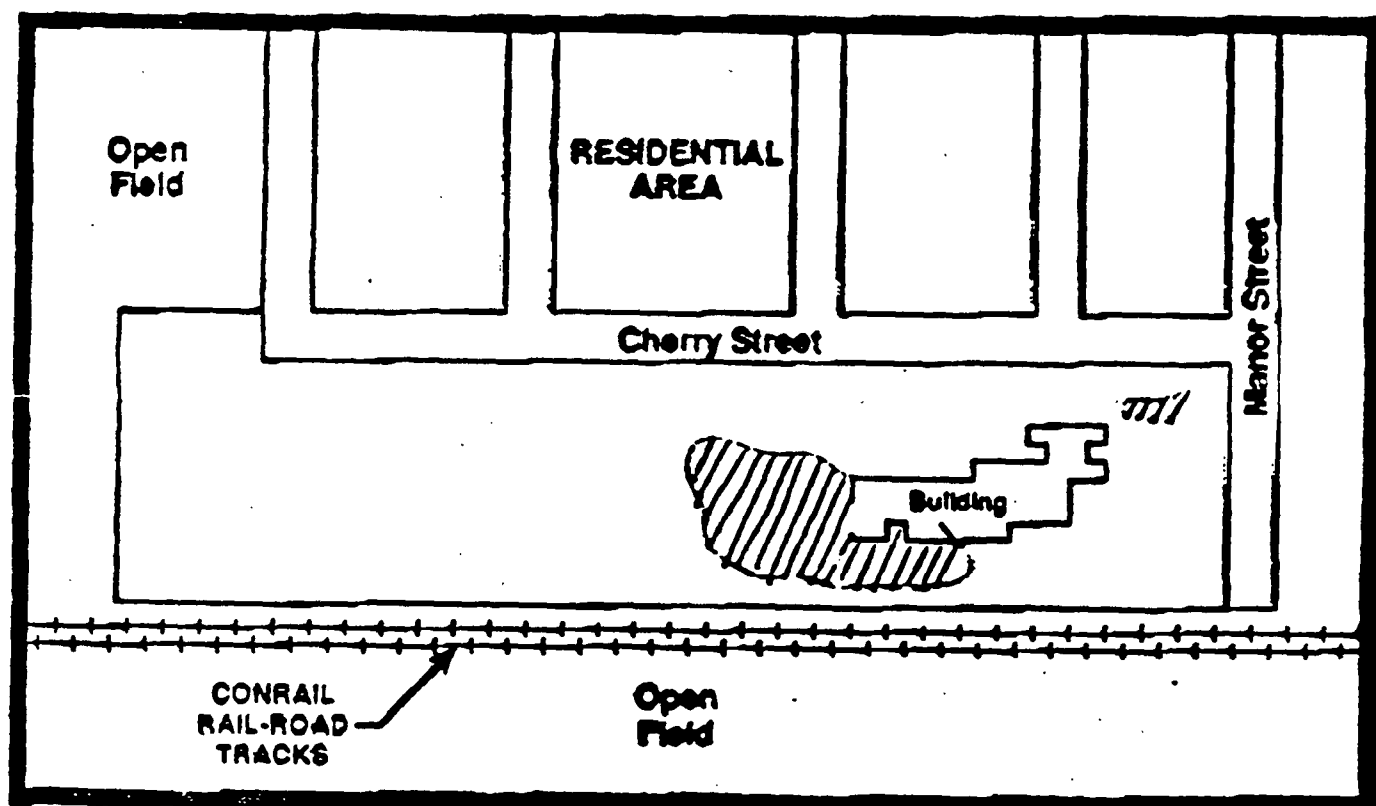 Open
Field
RESIDENTIAL
AREA
Manor Street
Cherry Street
Building
CONRAIL
RAIL-ROAD
TRACKS
Open
Field